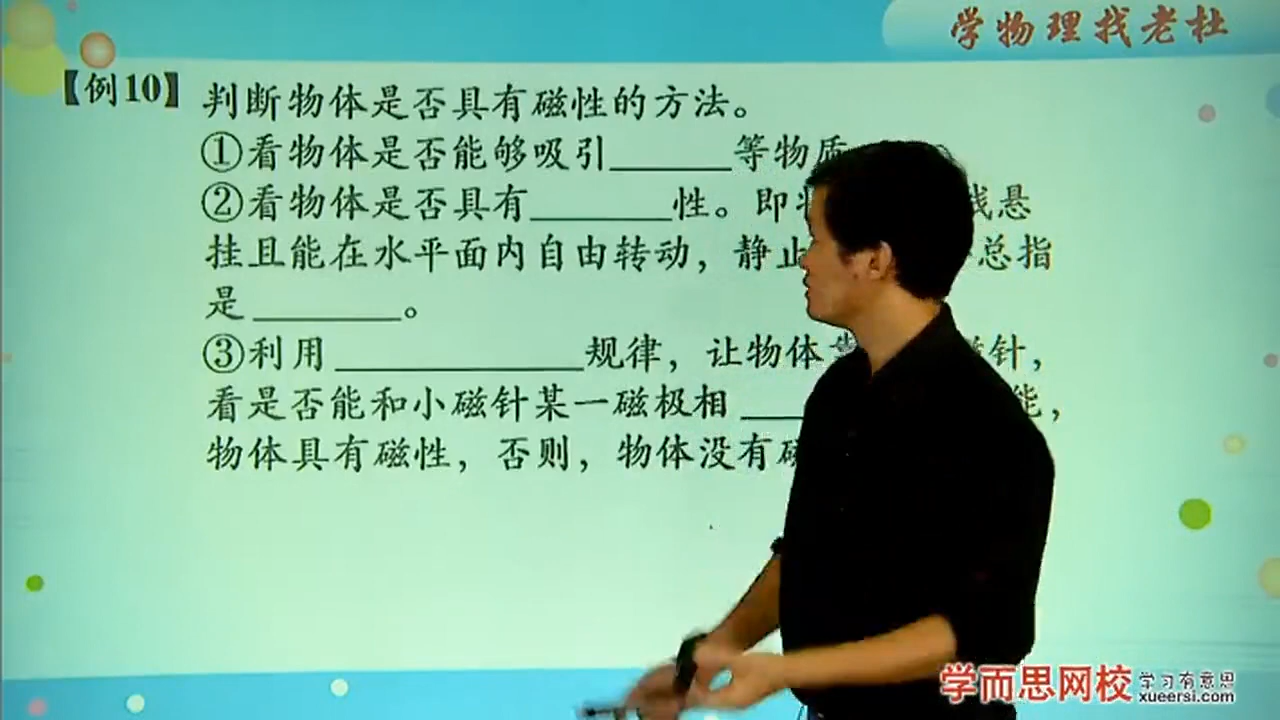 学物理找老杜
【例10】 判断物体是否具有磁性的方法。
①看物体是否能够吸引______等物质
②看物体是否具有_______性。即 悬
挂且能在水平面内自由转动，静止 总指
是_______。
③利用____________规律，让物体 针，
看是否能和小磁针某一磁极相___ 能，
物体具有磁性，否则，物体没有
学而思网校 学习有意思
xueersi.com